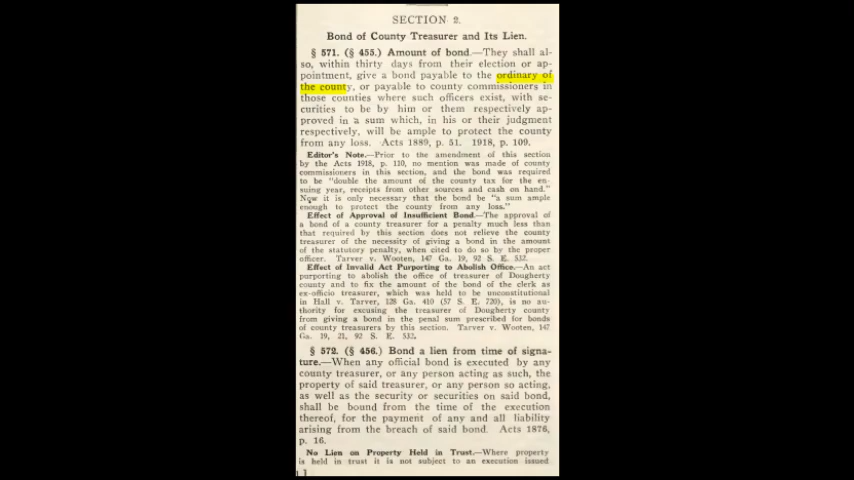 SECTION 2.
Bond of County Treasurer and Its Lien.
§ 571. (§ 455.) Amount of bond.—They shall al-
so, within thirty days from their election or ap-
pointment, give a bond payable to the ordinary of
the county, or payable to county commissioners in
those counties where such officers exist, with se-
curities to be by him or them respectively ap-
proved in a sum which, in his or their judgment
respectively, will be ample to protect the county
from any loss. Acts 1889, p. 51. 1918, p. 109.
Editor's Note.—Prior to the amendment of this section
by the Acts 1918, p. 110, no mention was made of county
commissioners in this section, and the bond was required
to be "double the amount of the county tax for the en-
suing year, receipts from other sources and cash on hand."
Now it is only necessary that the bond be "a sum ample
enough to protect the county from any loss."
Effect of Approval of Insufficient Bond.—The approval of
a bond of a county treasurer for a penalty much less than
that required by this section does not relieve the county
treasurer of the necessity of giving a bond in the amount
of the statutory penalty, when cited to do so by the proper
officer. Tarver v. Wooten, 147 Ga. 19, 92 S. E. 532.
Effect of Invalid Act Purporting to Abolish Office.—An act
purporting to abolish the office of treasurer of Dougherty
county and to fix the amount of the bond of the clerk as
ex-officio treasurer, which was held to be unconstitutional
in Hall v. Tarver, 128 Ga. 410 (57 S. E. 720), is no au-
thority for excusing the treasurer of Dougherty county
from giving a bond in the penal sum prescribed for bonds
of county treasurers by this section. Tarver v. Wooten, 147
Ga. 19, 21, 92 S. E. 532.
§ 572. (§ 456.) Bond a lien from time of signa-
ture.—When any official bond is executed by any
county treasurer, or any person acting as such, the
property of said treasurer, or any person so acting,
as well as the security or securities on said bond,
shall be bound from the time of the execution
thereof, for the payment of any and all liability
arising from the breach of said bond. Acts 1876,
p. 16.
No Lien on Property Held in Trust.—Where property
is held in trust it is not subject to an execution issued